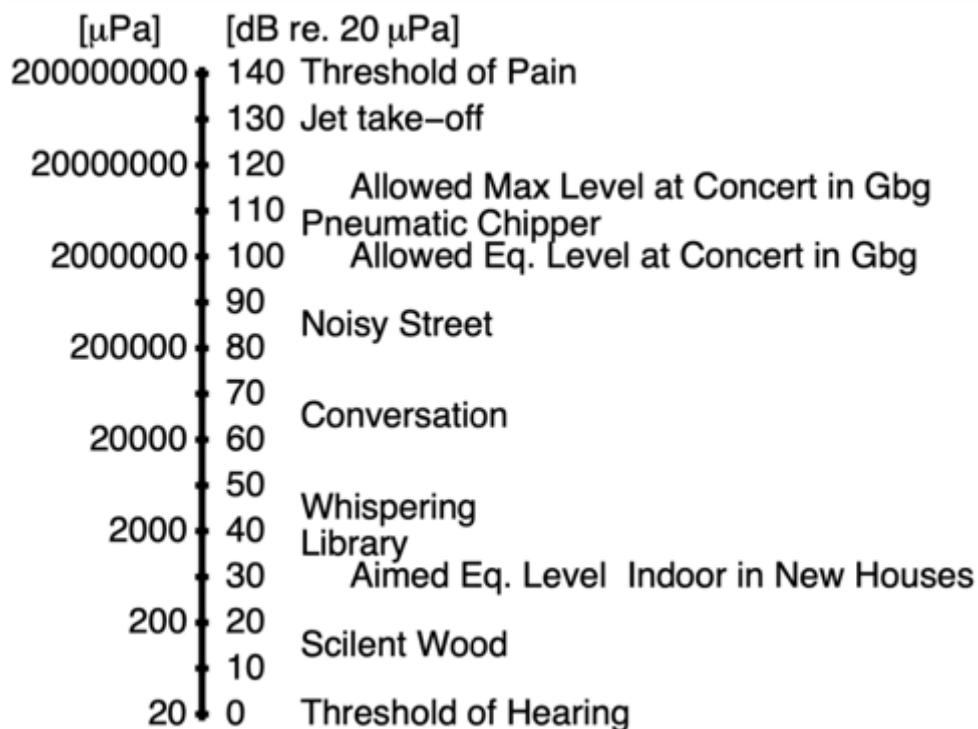 [μPa] [dB re. 20 μPa]
200000000 140 Threshold of Pain
130 Jet take-off
20000000 120
Allowed Max Level at Concert in Gbg
110
Pneumatic Chipper
2000000 100 Allowed Eq. Level at Concert in Gbg
90
Noisy Street
200000 80
70
Conversation
20000 60
50
Whispering
2000 40
Library
30 Aimed Eq. Level Indoor in New Houses
200 20
Scilent Wood
10
20 0 Threshold of Hearing